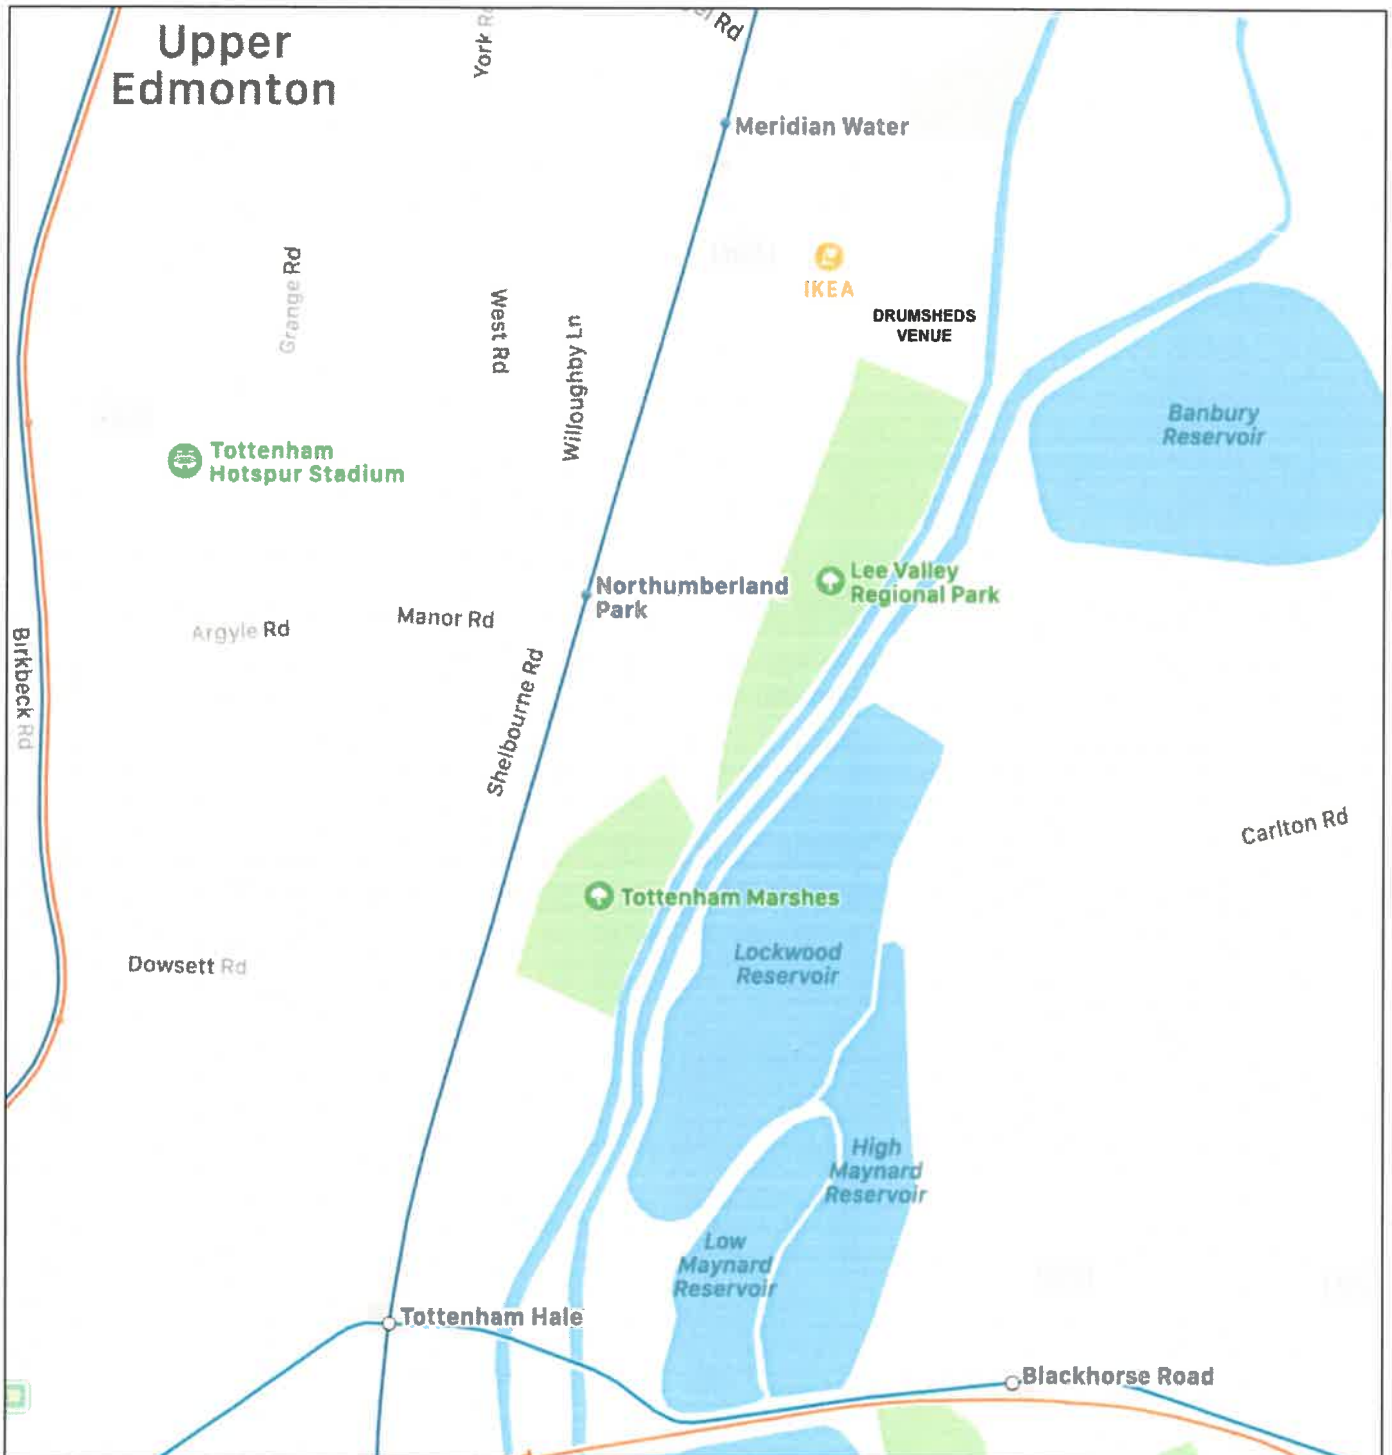 Upper
Edmonton
York Rd
Rd
Meridian Water
Grange Rd
West Rd
Willoughby Ln
IKEA
DRUMSHEDS
VENUE
Banbury
Reservoir
Tottenham
Hotspur Stadium
Northumberland
Park
Lee Valley
Regional Park
Argyle Rd
Manor Rd
Birkbeck Rd
Shelbourne Rd
Carlton Rd
Tottenham Marshes
Lockwood
Reservoir
Dowsett Rd
High
Maynard
Reservoir
Low
Maynard
Reservoir
Tottenham Hale
Blackhorse Road